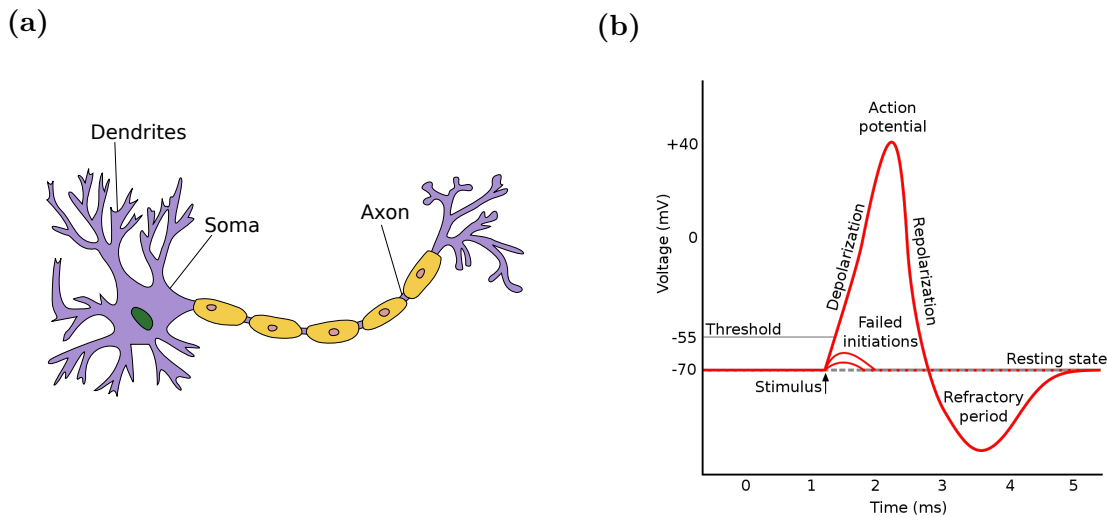 (a)
Dendrites
Soma
Axon
(b)
Voltage (mV)
+40
0
-55
-70
Action
potential
Depolarization
Repolarization
Threshold
Failed
initiations
Resting state
Stimulus
Refractory
period
0 1 2 3 4 5
Time (ms)